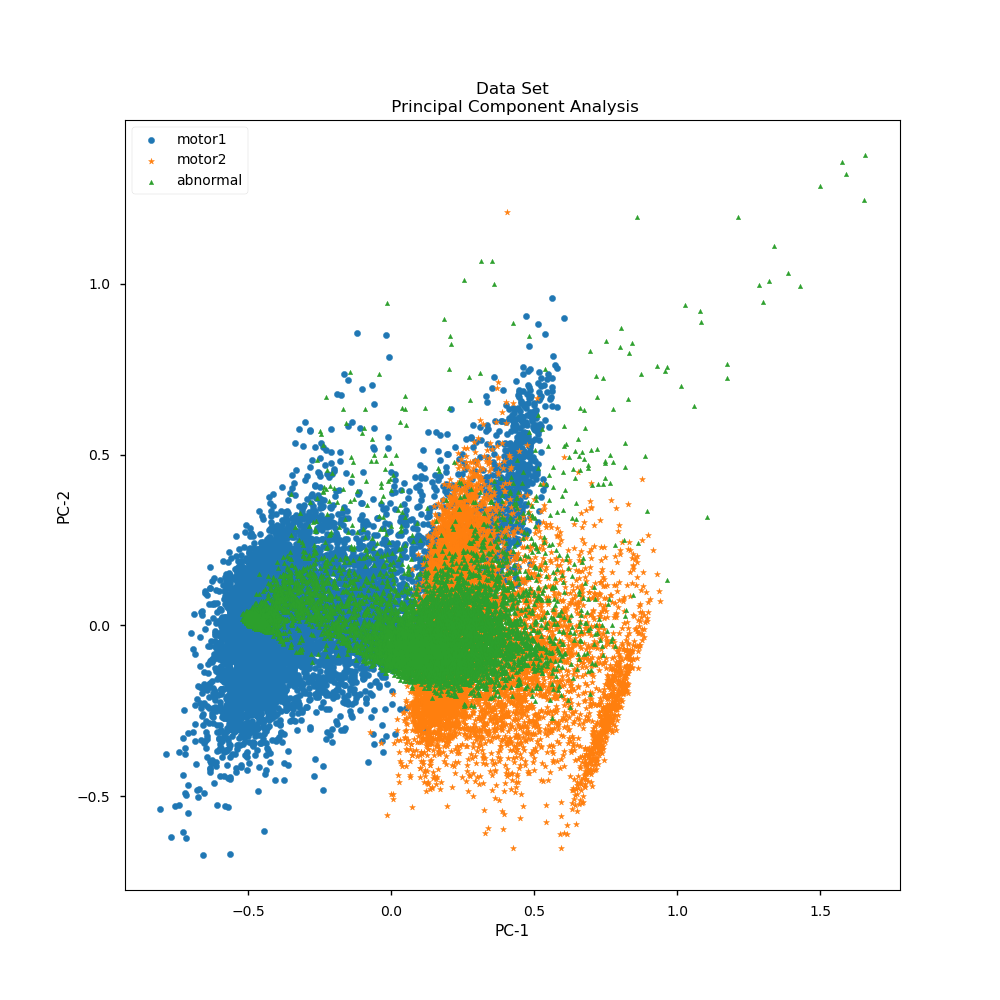 Data Set
Principal Component Analysis
motor1
motor2
abnormal
1.0
0.5
0.0
−0.5
PC-2
−0.5
0.0
0.5
1.0
1.5
PC-1